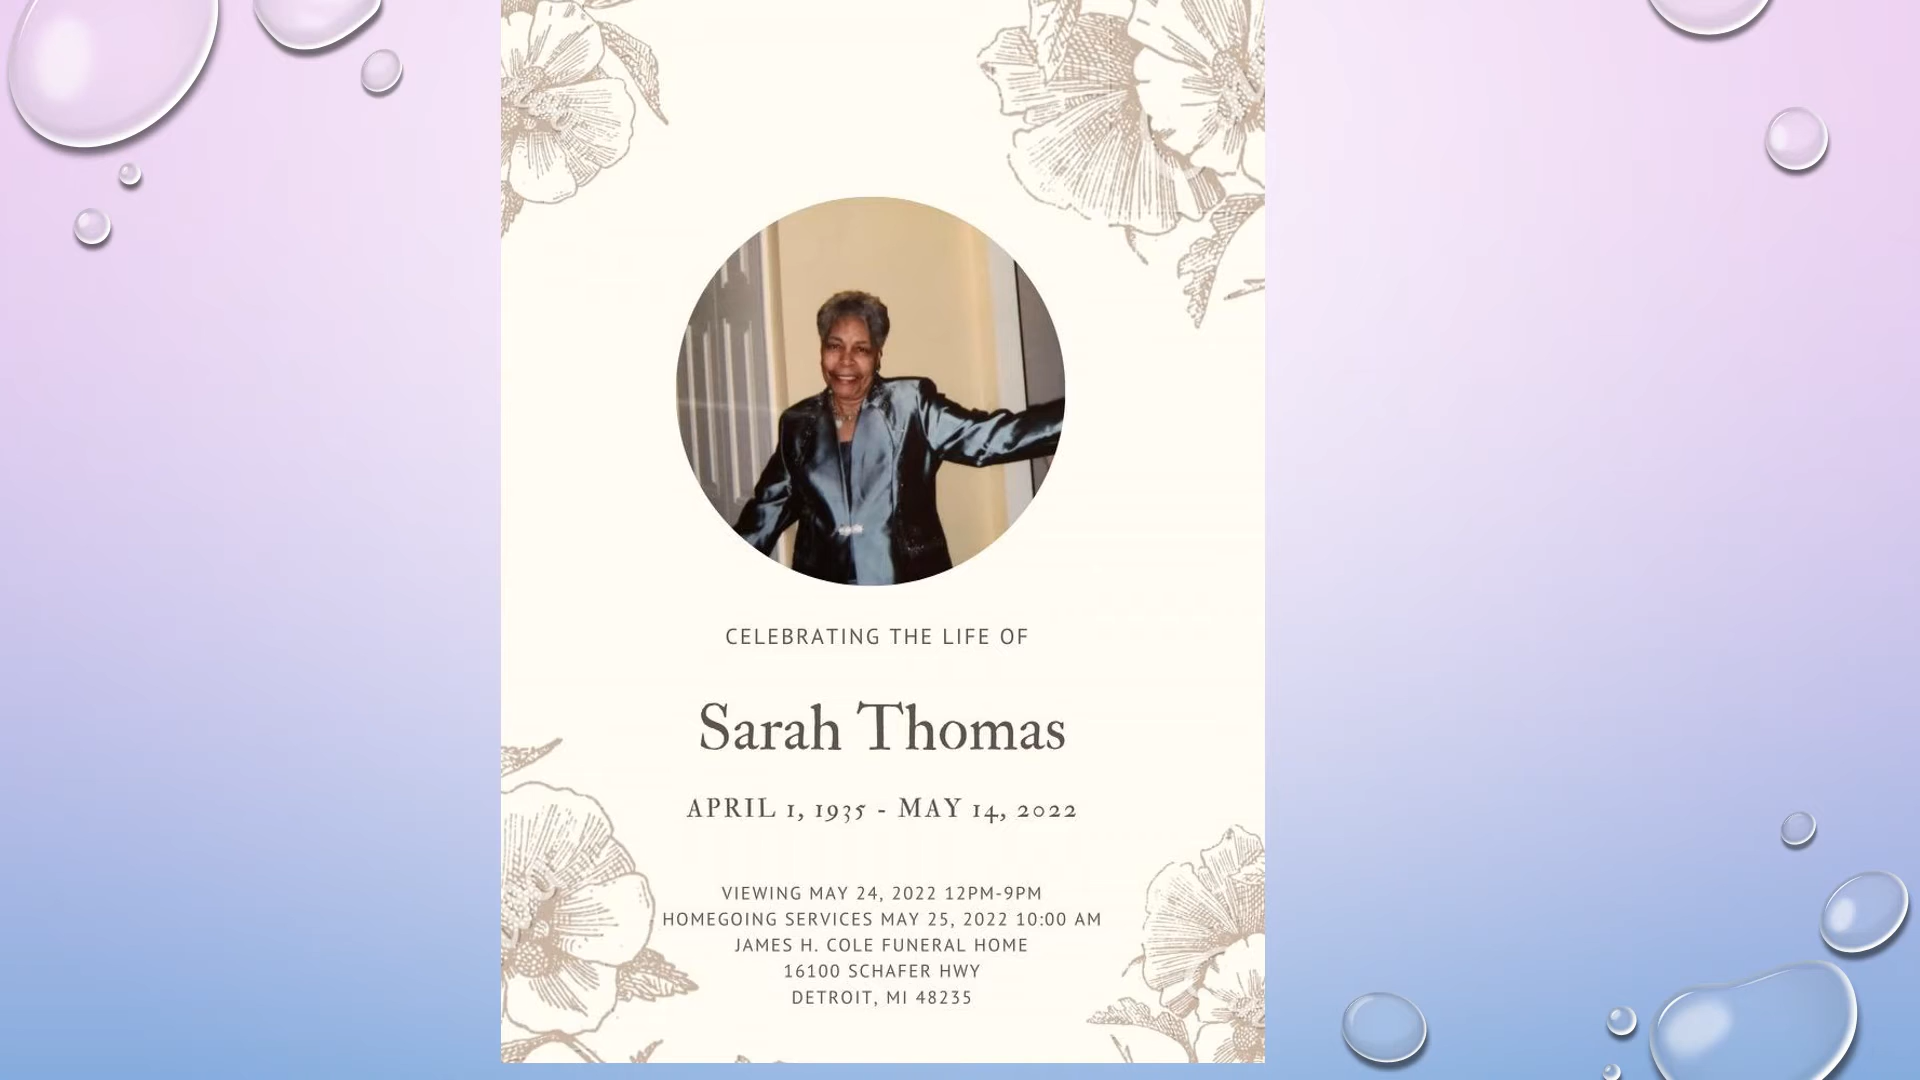 CELEBRATING THE LIFE OF
Sarah Thomas
APRIL 1, 1935 - MAY 14, 2022
VIEWING MAY 24, 2022 12PM-9PM
HOMEGOING SERVICES MAY 25, 2022 10:00 AM
JAMES H. COLE FUNERAL HOME
16100 SCHAFER HWY
DETROIT, MI 48235